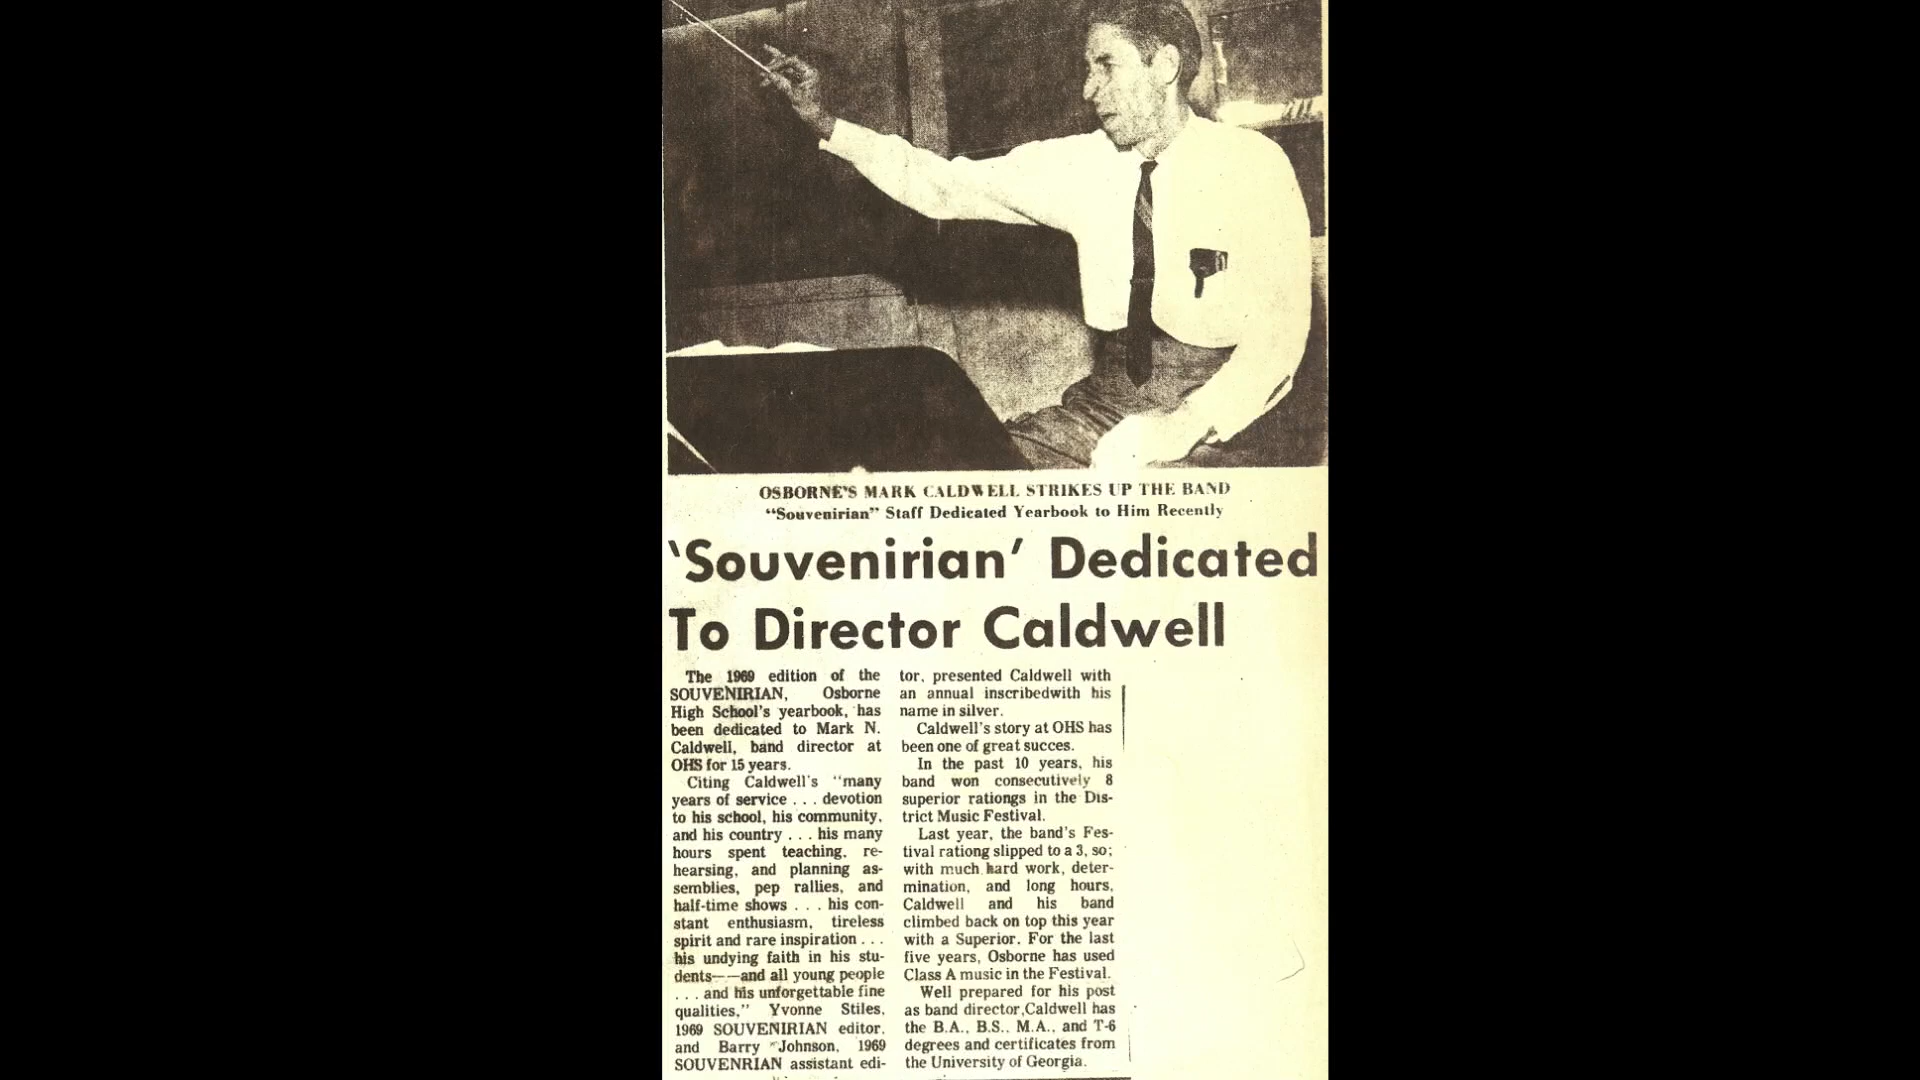 OSBORNE'S MARK CALDWELL STRIKES UP THE BAND
"Souvenirian" Staff Dedicated Yearbook to Him Recently
'Souvenirian' Dedicated
To Director Caldwell
The 1969 edition of the
SOUVENIRIAN, Osborne
High School's yearbook, has
been dedicated to Mark N.
Caldwell, band director at
OHS for 15 years.
Citing Caldwell's "many
years of service . . . devotion
to his school, his community,
and his country . . . his many
hours spent teaching, re-
hearsing, and planning as-
semblies, pep rallies, and
half-time shows . . . his con-
stant enthusiasm, tireless
spirit and rare inspiration . . .
his undying faith in his stu-
dents--and all young people
. . . and his unforgettable fine
qualities," Yvonne Stiles,
1969 SOUVENIRIAN editor,
and Barry Johnson, 1969
SOUVENRIAN assistant edi-
tor, presented Caldwell with
an annual inscribedwith his
name in silver.
Caldwell's story at OHS has
been one of great succes.
In the past 10 years, his
band won consecutively 8
superior rationgs in the Dis-
trict Music Festival.
Last year, the band's Fes-
tival rationg slipped to a 3, so;
with much hard work, deter-
mination, and long hours,
Caldwell and his band
climbed back on top this year
with a Superior. For the last
five years, Osborne has used
Class A music in the Festival.
Well prepared for his post
as band director,Caldwell has
the B.A., B.S., M.A., and T-6
degrees and certificates from
the University of Georgia.